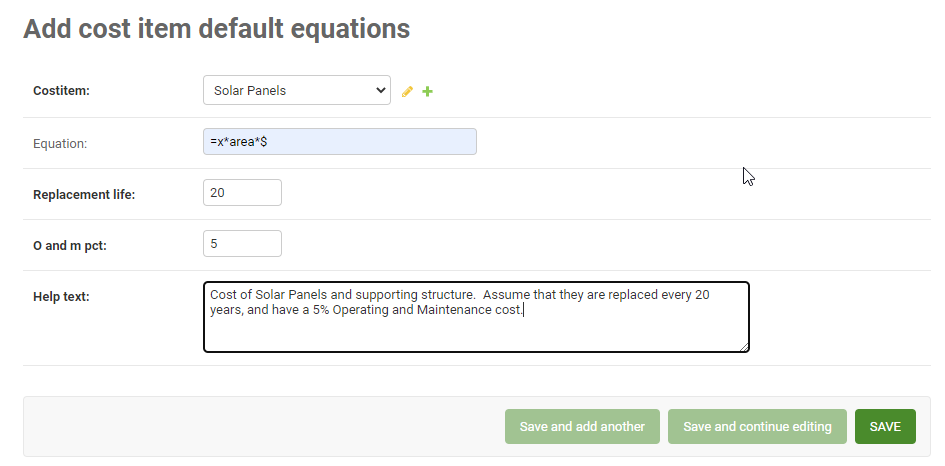 Add cost item default equations
Costitem:
Solar Panels
Equation:
=x*area*$
Replacement life:
20
O and m pct:
5
Help text:
Cost of Solar Panels and supporting structure.  Assume that they are replaced every 20
years, and have a 5% Operating and Maintenance cost.
Save and add another
Save and continue editing
SAVE